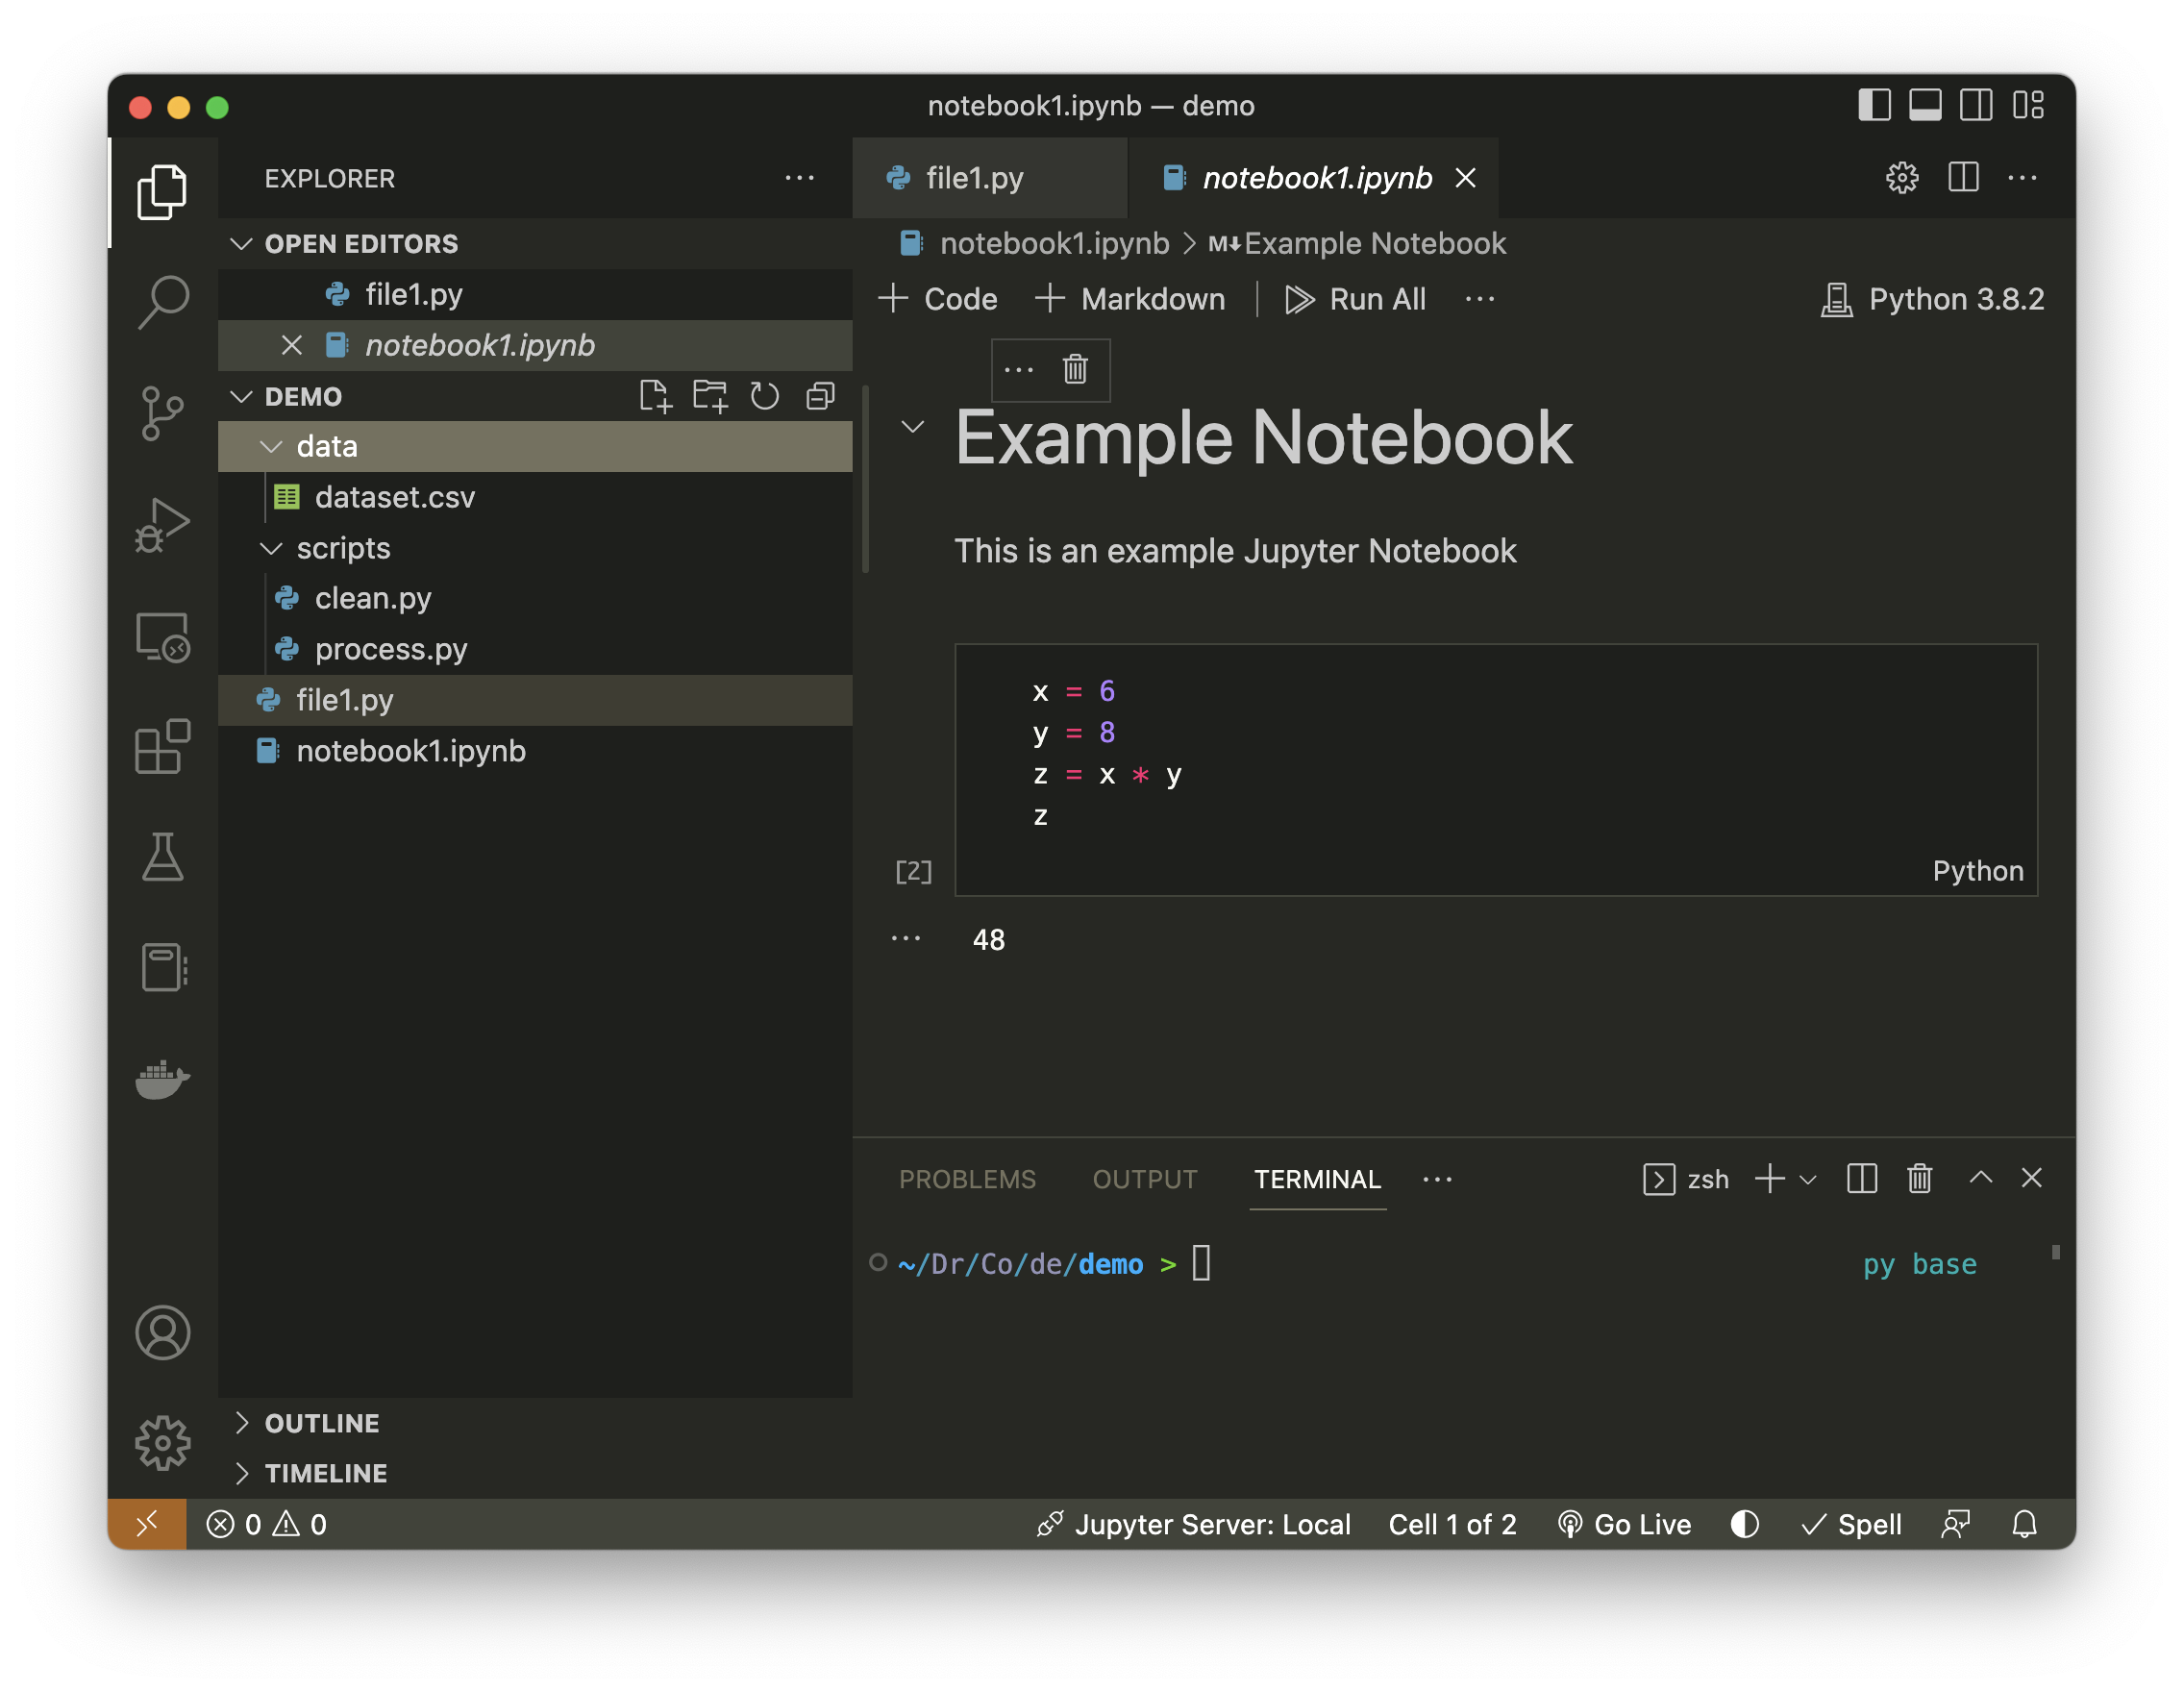 notebook1.ipynb — demo
EXPLORER
OPEN EDITORS
file1.py
notebook1.ipynb
DEMO
data
dataset.csv
scripts
clean.py
process.py
file1.py
notebook1.ipynb
OUTLINE
TIMELINE
file1.py
notebook1.ipynb
notebook1.ipynb > M↓ Example Notebook
+ Code + Markdown | Run All ···
Python 3.8.2
Example Notebook
This is an example Jupyter Notebook
x = 6
y = 8
z = x * y
z
[2]
Python
48
PROBLEMS OUTPUT TERMINAL ···
zsh
~/Dr/Co/de/demo >
py base
0 0
Jupyter Server: Local
Cell 1 of 2
Go Live
Spell